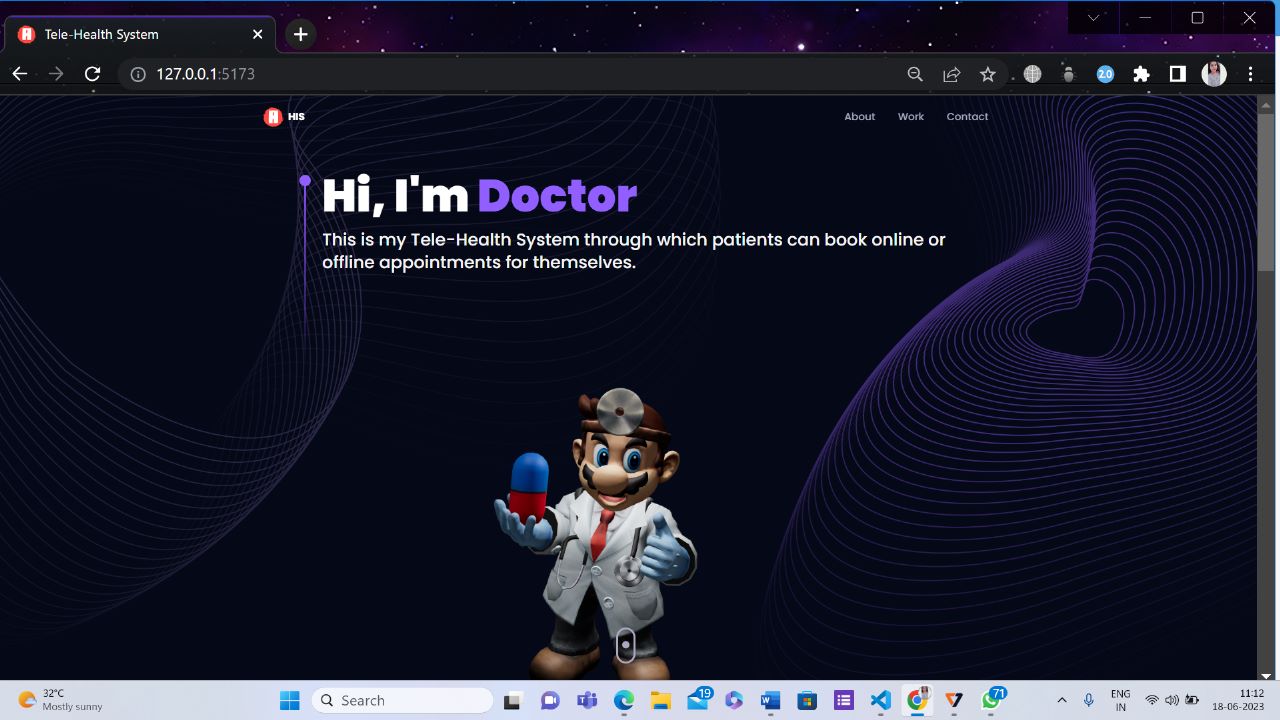 Tele-Health System
127.0.0.1:5173
2.0
HIS
About Work Contact
Hi, I'm Doctor
This is my Tele-Health System through which patients can book online or
offline appointments for themselves.
32°C
Mostly sunny
Search
19
71
ENG
IN
11:12
18-06-2023